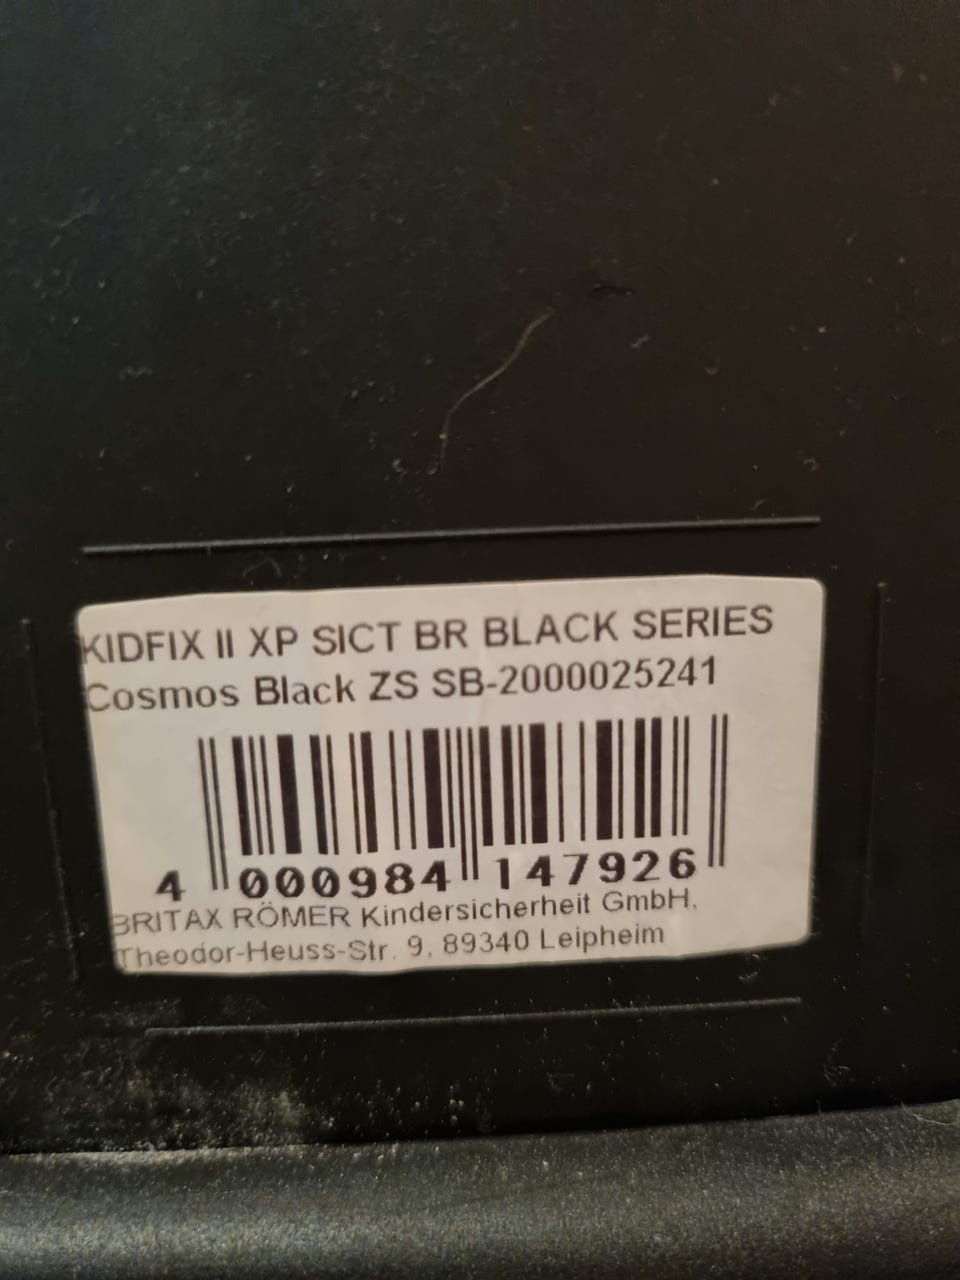 KIDFIX II XP SICT BR BLACK SERIES
Cosmos Black ZS SB-2000025241
4 000984 147926
BRITAX RÖMER Kindersicherheit GmbH,
Theodor-Heuss-Str. 9, 89340 Leipheim